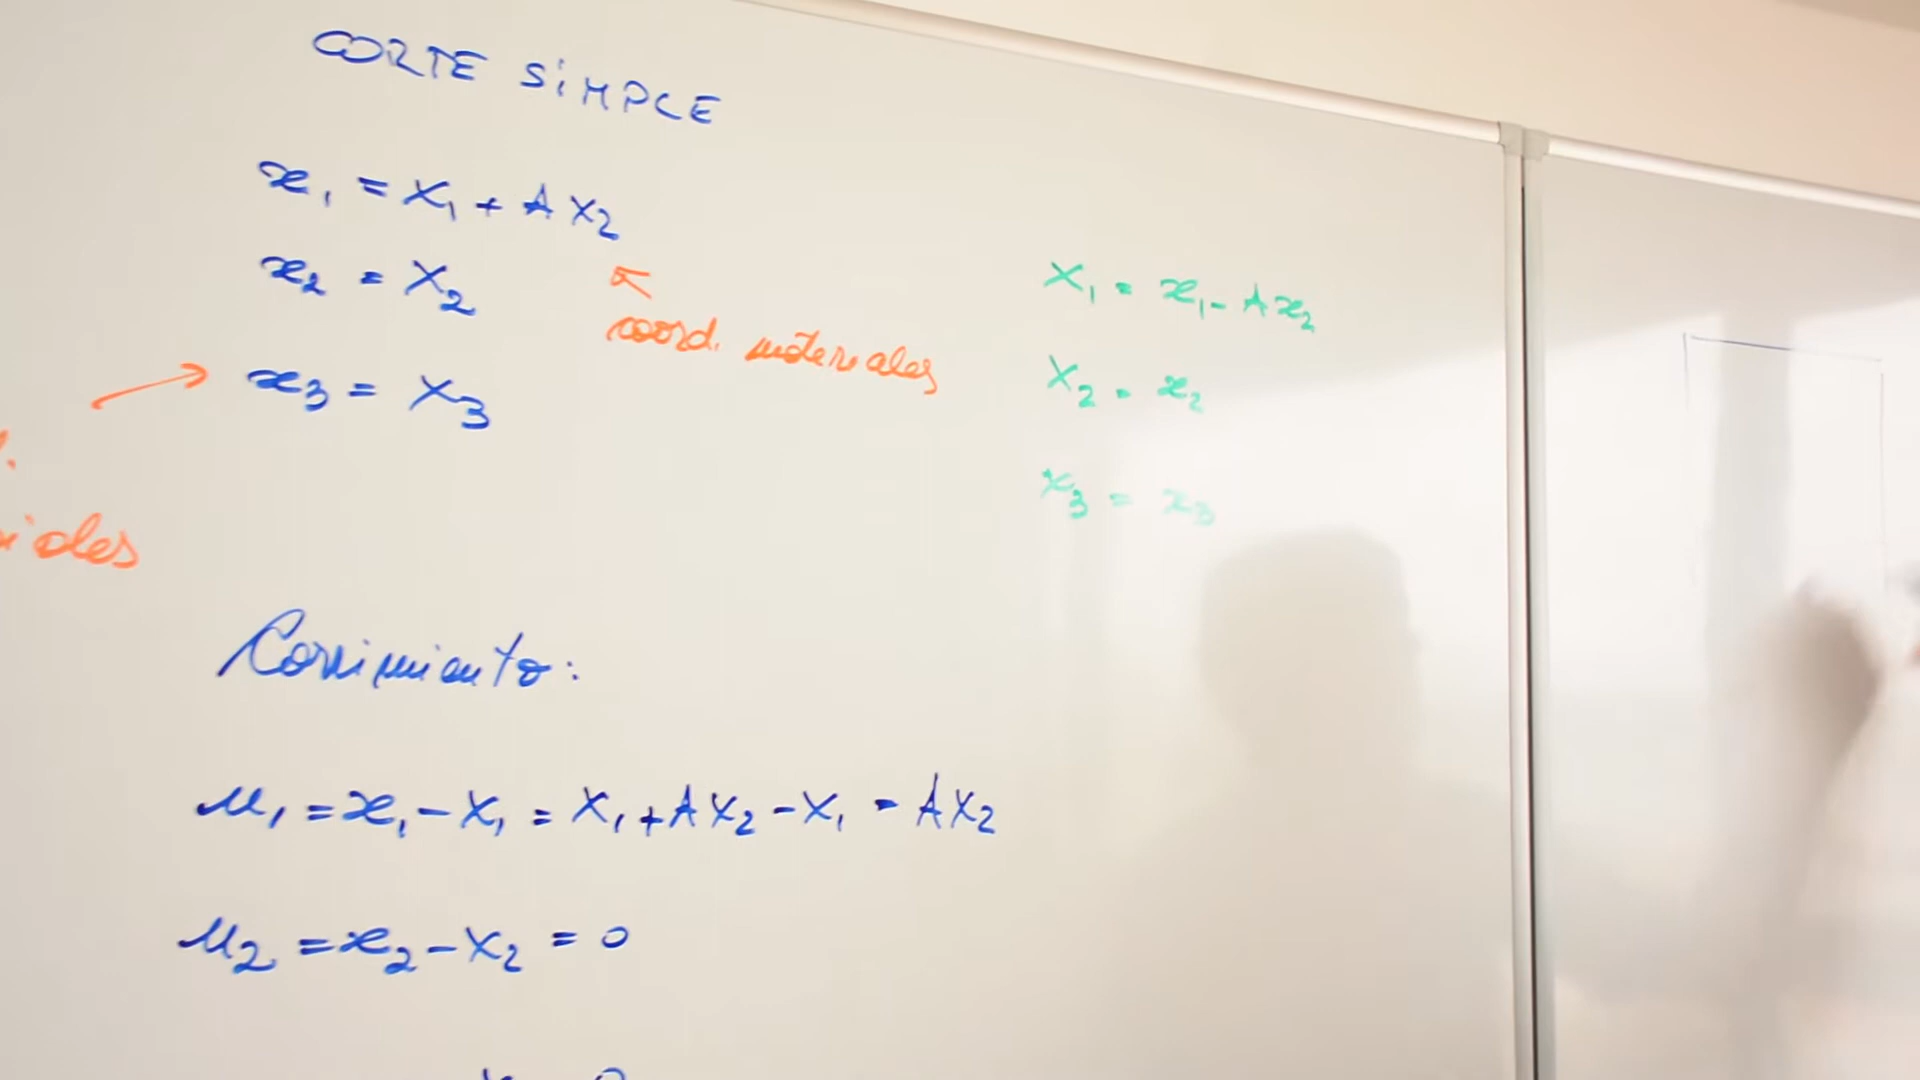 CORTE SiMPLE
x₁ = X₁ + A X₂
x₂ = X₂
coord. materiales
x₃ = X₃
X₁ = x₁ - A x₂
X₂ = x₂
X₃ = x₃
Corrimiento:
u₁ = x₁ - X₁ = X₁ + A X₂ - X₁ = A X₂
u₂ = x₂ - X₂ = 0